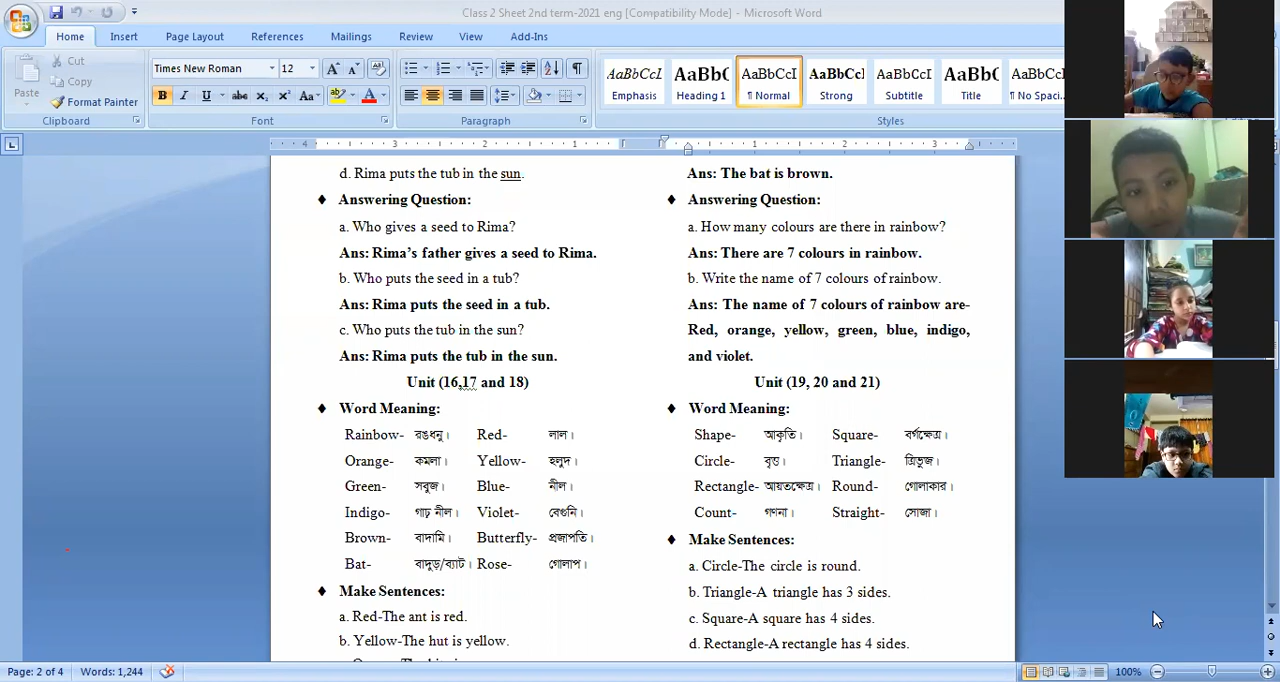 Class 2 Sheet 2nd term-2021 eng [Compatibility Mode] - Microsoft Word
Home Insert Page Layout References Mailings Review View Add-Ins
Cut
Copy
Paste
Format Painter
Times New Roman 12
AaBbCcI AaBbC AaBbCcI AaBbCc AaBbCcI AaBb( AaBbCcI
Emphasis Heading 1 ¶ Normal Strong Subtitle Title ¶ No Spaci...
Clipboard Font Paragraph Styles
d. Rima puts the tub in the sun.
Answering Question:
a. Who gives a seed to Rima?
Ans: Rima's father gives a seed to Rima.
b. Who puts the seed in a tub?
Ans: Rima puts the seed in a tub.
c. Who puts the tub in the sun?
Ans: Rima puts the tub in the sun.
Unit (16,17 and 18)
Word Meaning:
Rainbow- রঙধনু। Red- লাল।
Orange- কমলা। Yellow- হলুদ।
Green- সবুজ। Blue- নীল।
Indigo- গাঢ় নীল। Violet- বেগুনি।
Brown- বাদামি। Butterfly- প্রজাপতি।
Bat- বাদুড়/ব্যাট। Rose- গোলাপ।
Make Sentences:
a. Red-The ant is red.
b. Yellow-The hut is yellow.
Ans: The bat is brown.
Answering Question:
a. How many colours are there in rainbow?
Ans: There are 7 colours in rainbow.
b. Write the name of 7 colours of rainbow.
Ans: The name of 7 colours of rainbow are-
Red, orange, yellow, green, blue, indigo,
and violet.
Unit (19, 20 and 21)
Word Meaning:
Shape- আকৃতি। Square- বর্গক্ষেত্র।
Circle- বৃত্ত। Triangle- ত্রিভুজ।
Rectangle- আয়তক্ষেত্র। Round- গোলাকার।
Count- গণনা। Straight- সোজা।
Make Sentences:
a. Circle-The circle is round.
b. Triangle-A triangle has 3 sides.
c. Square-A square has 4 sides.
d. Rectangle-A rectangle has 4 sides.
Page: 2 of 4 Words: 1,244 100%